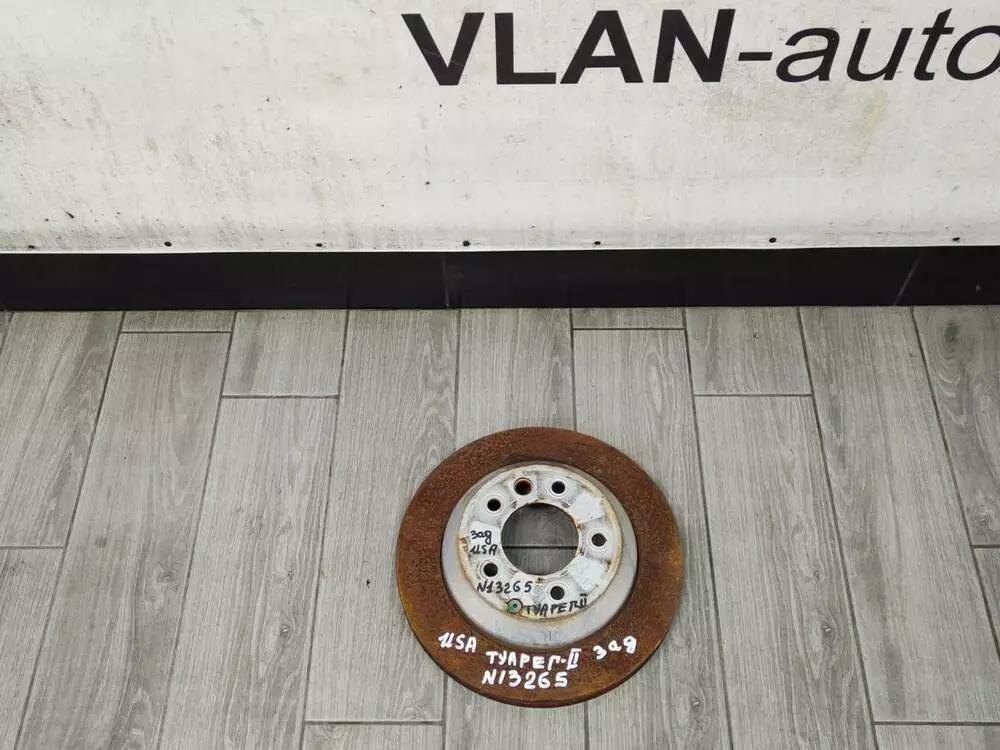 VLAN-auto
зад
USA
N13265
ТУАРЕГ II
USA ТУАРЕГ-II зад
N13265